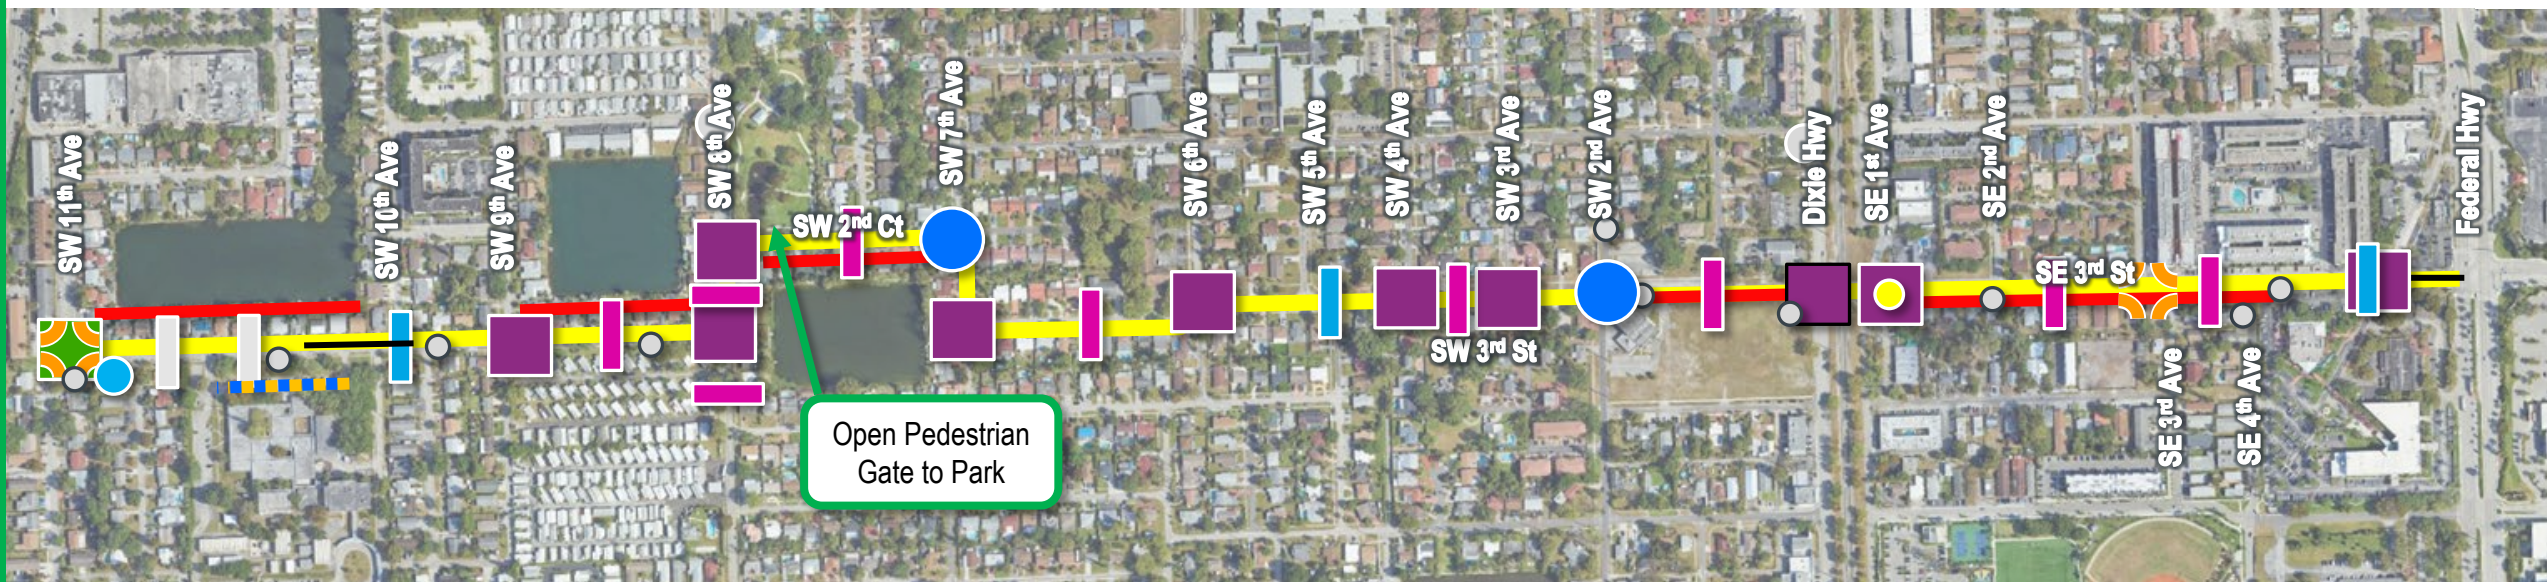 SW 11th Ave
SW 10th Ave
SW 9th Ave
SW 8th Ave
SW 2nd Ct
SW 7th Ave
SW 6th Ave
SW 5th Ave
SW 4th Ave
SW 3rd Ave
SW 2nd Ave
SW 3rd St
Dixie Hwy
SE 1st Ave
SE 2nd Ave
SE 3rd St
SE 3rd Ave
SE 4th Ave
Federal Hwy
Open Pedestrian
Gate to Park